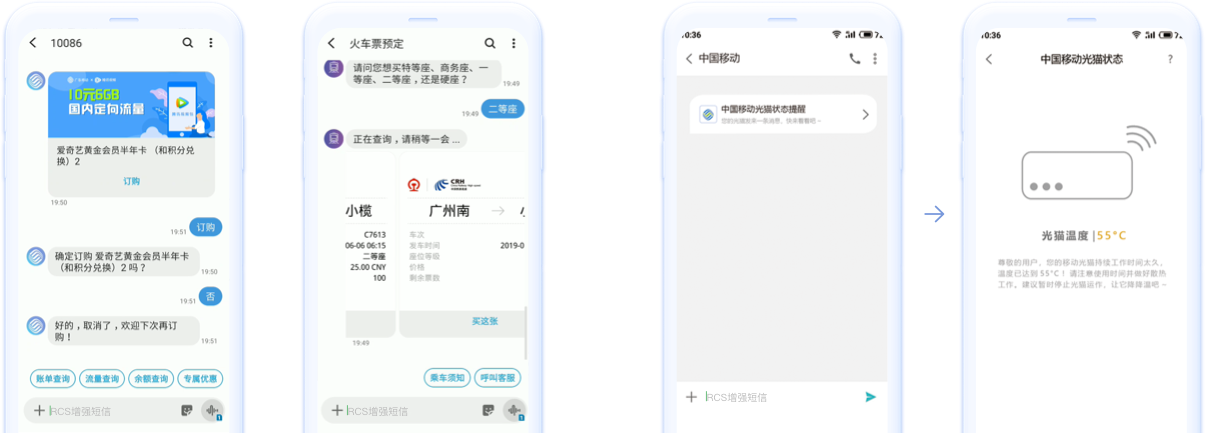 10086
10元6GB
国内定向流量
爱奇艺黄金会员半年卡 （和积分兑
换）2
订购
19:50
19:51 订购
确定订购 爱奇艺黄金会员半年卡
（和积分兑换）2 吗？
19:50
19:51 否
好的，取消了，欢迎下次再订
购！
19:51
账单查询 流量查询 余额查询 专属优惠
RCS增强短信
1
火车票预定
请问您想买特等座、商务座、一
等座、二等座，还是硬座？
19:49
19:49 二等座
正在查询，请稍等一会 ...
CRH
小榄
广州南
C7613
06-06 06:15
二等座
25.00 CNY
100
车次
发车时间 2019-0
座位等级
价格
剩余票数
买这张
19:49
乘车须知 呼叫客服
RCS增强短信
1
0:36
中国移动
中国移动光猫状态提醒
您的光猫发来一条消息，快来看看吧～
RCS增强短信
0:36
中国移动光猫状态 ?
光猫温度 | 55°C
尊敬的用户，您的移动光猫持续工作时间太久，
温度已达到 55°C！请注意使用时间并做好散热
工作。建议暂时停止光猫运作，让它降降温吧～